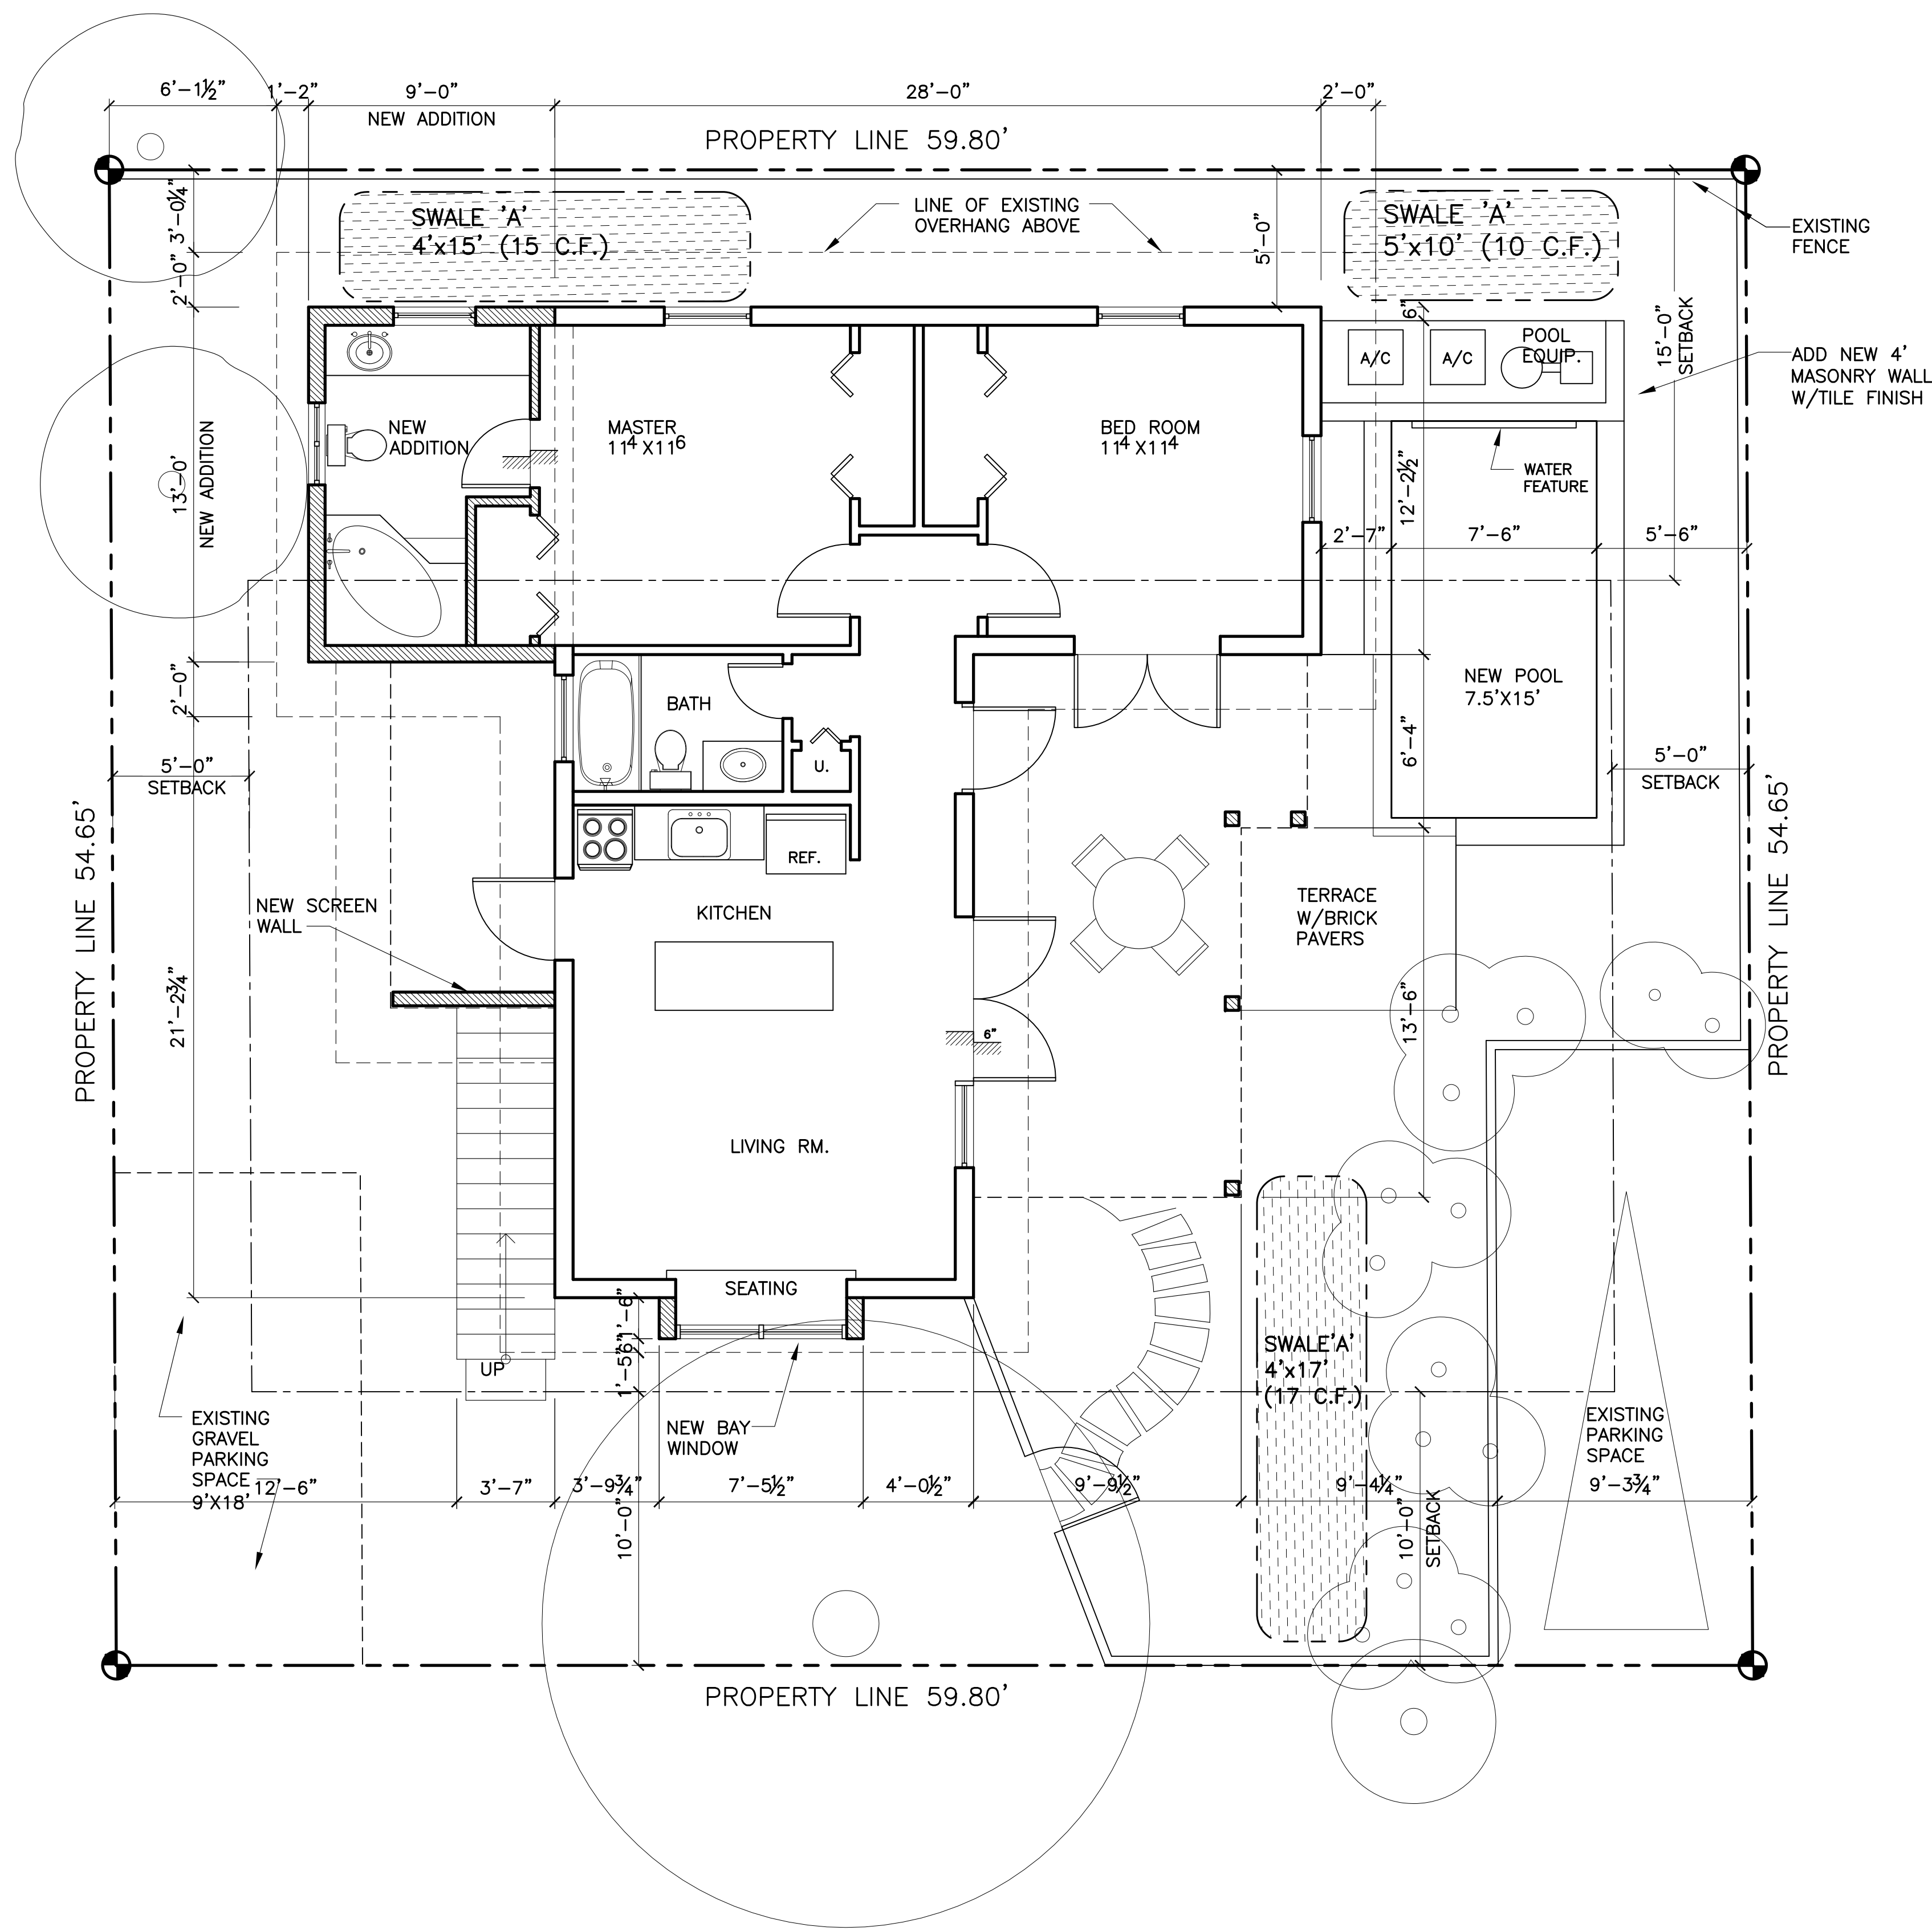 6'-1½"
1'-2"
9'-0"
28'-0"
2'-0"
NEW ADDITION
PROPERTY LINE 59.80'
3'-0¼"
2'-0"
SWALE 'A'
4'x15' (15 C.F.)
LINE OF EXISTING
OVERHANG ABOVE
5'-0"
SWALE 'A'
5'x10' (10 C.F.)
EXISTING
FENCE
6"
15'-0"
SETBACK
A/C
A/C
POOL
EQUIP.
ADD NEW 4'
MASONRY WALL
W/TILE FINISH
13'-0'
NEW ADDITION
NEW
ADDITION
MASTER
11⁴ X11⁶
BED ROOM
11⁴ X11⁴
WATER
FEATURE
12'-2½"
2'-7"
7'-6"
5'-6"
2'-0"
BATH
U.
NEW POOL
7.5'X15'
6'-4"
5'-0"
SETBACK
5'-0"
SETBACK
PROPERTY LINE 54.65'
PROPERTY LINE 54.65'
REF.
KITCHEN
NEW SCREEN
WALL
TERRACE
W/BRICK
PAVERS
21'-2¾"
13'-6"
6"
LIVING RM.
SEATING
1'-6"
6"
1'-5"
UP
SWALE'A'
4'x17'
(17 C.F.)
NEW BAY
WINDOW
EXISTING
GRAVEL
PARKING
SPACE
9'X18'
EXISTING
PARKING
SPACE
12'-6"
3'-7"
3'-9¾"
7'-5½"
4'-0½"
9'-9½"
9'-4¼"
9'-3¾"
10'-0"
10'-0"
SETBACK
PROPERTY LINE 59.80'